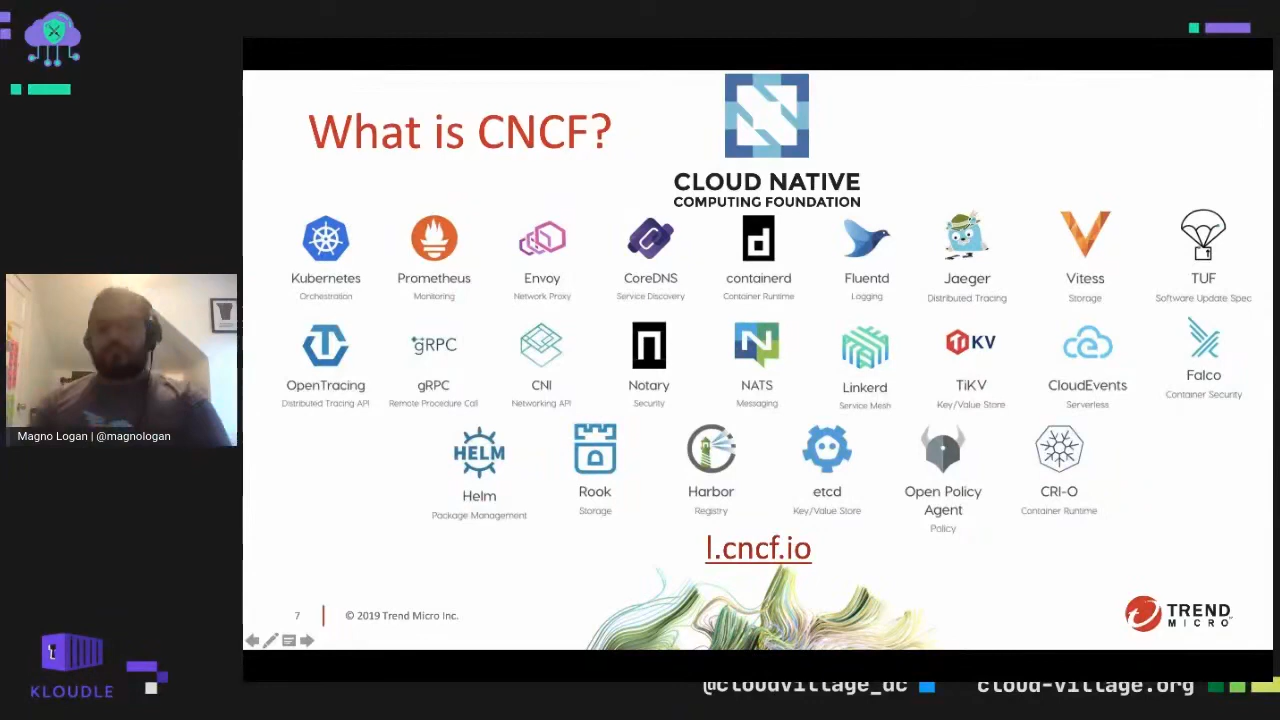 What is CNCF?
CLOUD NATIVE
COMPUTING FOUNDATION
Kubernetes
Orchestration
Prometheus
Monitoring
Envoy
Network Proxy
CoreDNS
Service Discovery
containerd
Container Runtime
Fluentd
Logging
Jaeger
Distributed Tracing
Vitess
Storage
TUF
Software Update Spec
OpenTracing
Distributed Tracing API
gRPC
gRPC
Remote Procedure Call
CNI
Networking API
Notary
Security
NATS
Messaging
Linkerd
Service Mesh
TiKV
TiKV
Key/Value Store
CloudEvents
Serverless
Falco
Container Security
HELM
Helm
Package Management
Rook
Storage
Harbor
Registry
etcd
Key/Value Store
Open Policy
Agent
Policy
CRI-O
Container Runtime
l.cncf.io
7
© 2019 Trend Micro Inc.
TREND
MICRO
Magno Logan | @magnologan
KLOUDLE
@cloudvillage_dc
cloud-village.org